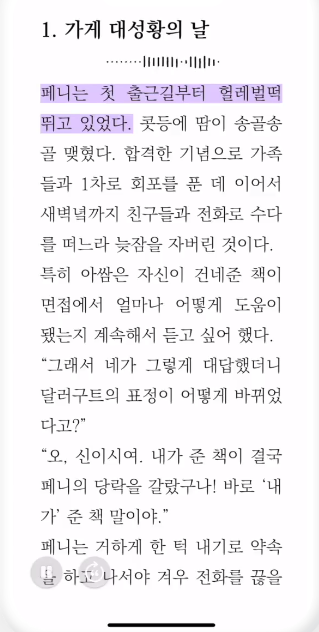 1. 가게 대성황의 날
페니는 첫 출근길부터 헐레벌떡
뛰고 있었다. 콧등에 땀이 송골송
골 맺혔다. 합격한 기념으로 가족
들과 1차로 회포를 푼 데 이어서
새벽녘까지 친구들과 전화로 수다
를 떠느라 늦잠을 자버린 것이다.
특히 아쌈은 자신이 건네준 책이
면접에서 얼마나 어떻게 도움이
됐는지 계속해서 듣고 싶어 했다.
“그래서 네가 그렇게 대답했더니
달러구트의 표정이 어떻게 바뀌었
다고?”
“오, 신이시여. 내가 준 책이 결국
페니의 당락을 갈랐구나! 바로 ‘내
가’ 준 책 말이야.”
페니는 거하게 한 턱 내기로 약속
을 하고 나서야 겨우 전화를 끊을